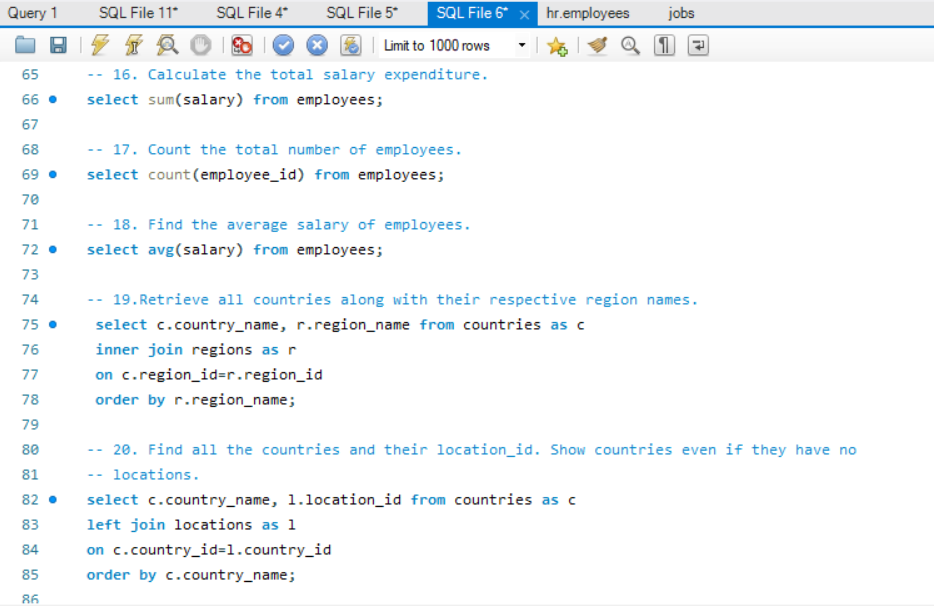 Query 1 SQL File 11* SQL File 4* SQL File 5* SQL File 6* hr.employees jobs
Limit to 1000 rows
65 -- 16. Calculate the total salary expenditure.
66 select sum(salary) from employees;
67
68 -- 17. Count the total number of employees.
69 select count(employee_id) from employees;
70
71 -- 18. Find the average salary of employees.
72 select avg(salary) from employees;
73
74 -- 19.Retrieve all countries along with their respective region names.
75 select c.country_name, r.region_name from countries as c
76 inner join regions as r
77 on c.region_id=r.region_id
78 order by r.region_name;
79
80 -- 20. Find all the countries and their location_id. Show countries even if they have no
81 -- locations.
82 select c.country_name, l.location_id from countries as c
83 left join locations as l
84 on c.country_id=l.country_id
85 order by c.country_name;
86